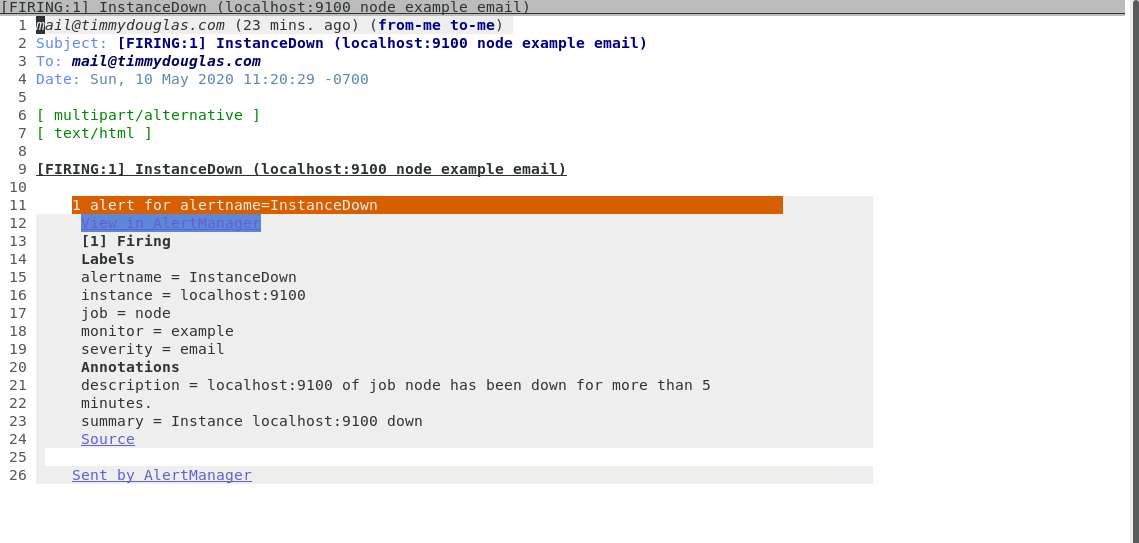 [FIRING:1] InstanceDown (localhost:9100 node example email)
1 mail@timmydouglas.com (23 mins. ago) (from-me to-me)
2 Subject: [FIRING:1] InstanceDown (localhost:9100 node example email)
3 To: mail@timmydouglas.com
4 Date: Sun, 10 May 2020 11:20:29 -0700
5
6 [ multipart/alternative ]
7 [ text/html ]
8
9 [FIRING:1] InstanceDown (localhost:9100 node example email)
10
11 1 alert for alertname=InstanceDown
12 View in AlertManager
13 [1] Firing
14 Labels
15 alertname = InstanceDown
16 instance = localhost:9100
17 job = node
18 monitor = example
19 severity = email
20 Annotations
21 description = localhost:9100 of job node has been down for more than 5
22 minutes.
23 summary = Instance localhost:9100 down
24 Source
25
26 Sent by AlertManager